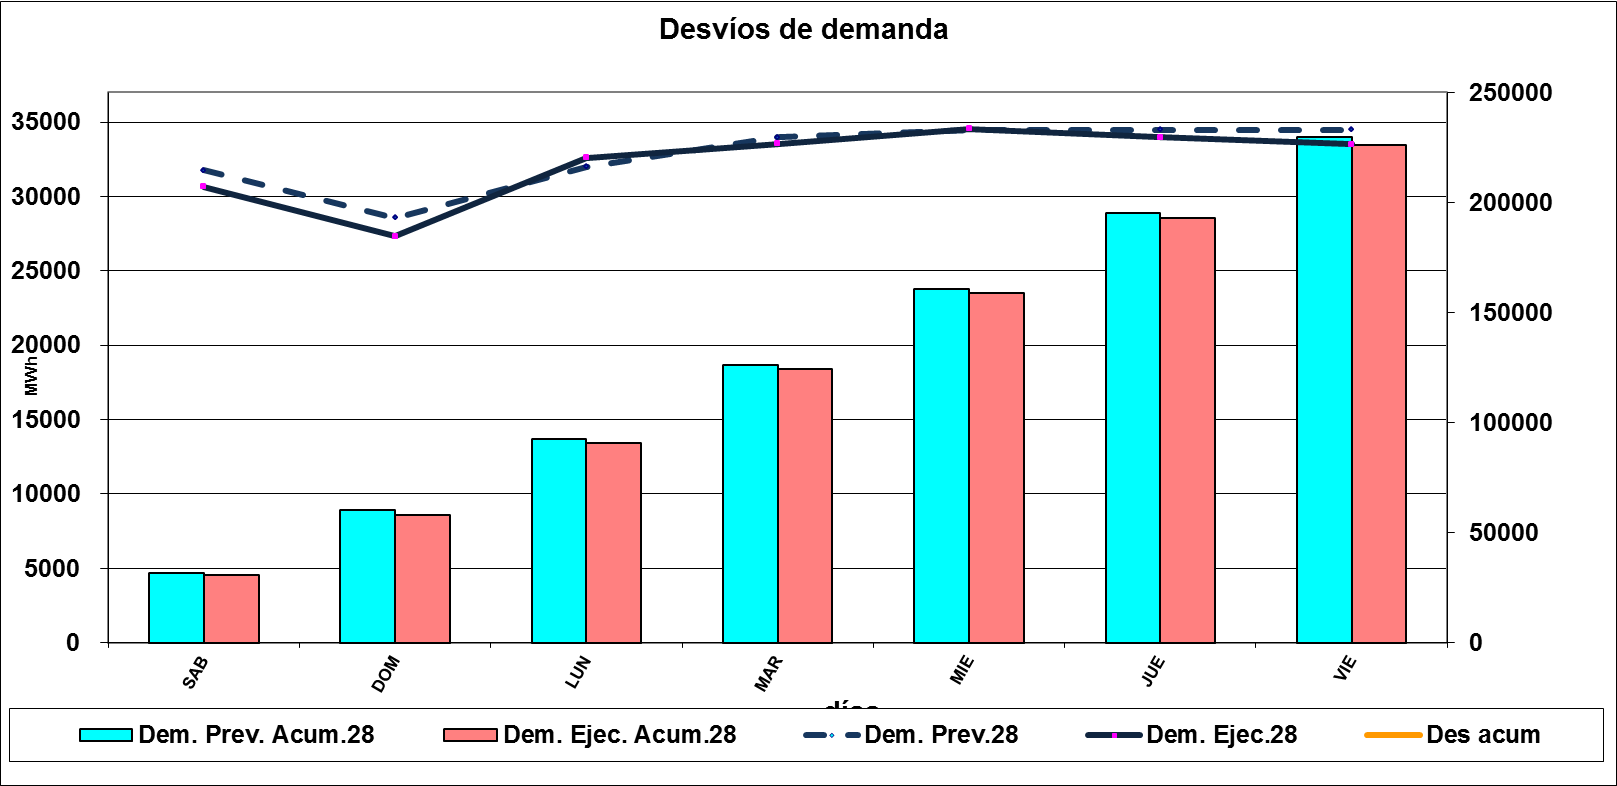 Desvíos de demanda
35000
30000
25000
20000
15000
10000
5000
0
MWh
250000
200000
150000
100000
50000
0
SAB
DOM
LUN
MAR
MIE
JUE
VIE
días
Dem. Prev. Acum.28
Dem. Ejec. Acum.28
Dem. Prev.28
Dem. Ejec.28
Des acum